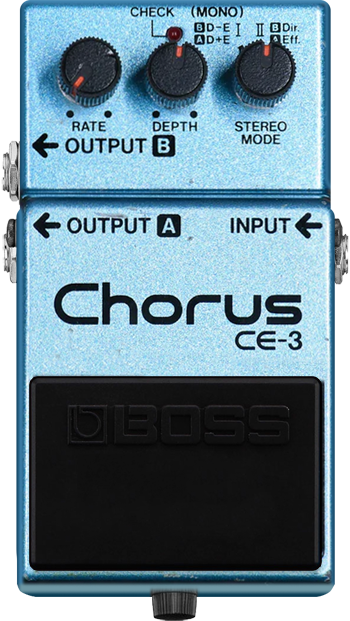 CHECK (MONO)
B D-E I II B Dir.
A D+E A Eff.
RATE DEPTH STEREO
MODE
OUTPUT B
OUTPUT A INPUT
Chorus
CE-3
BOSS